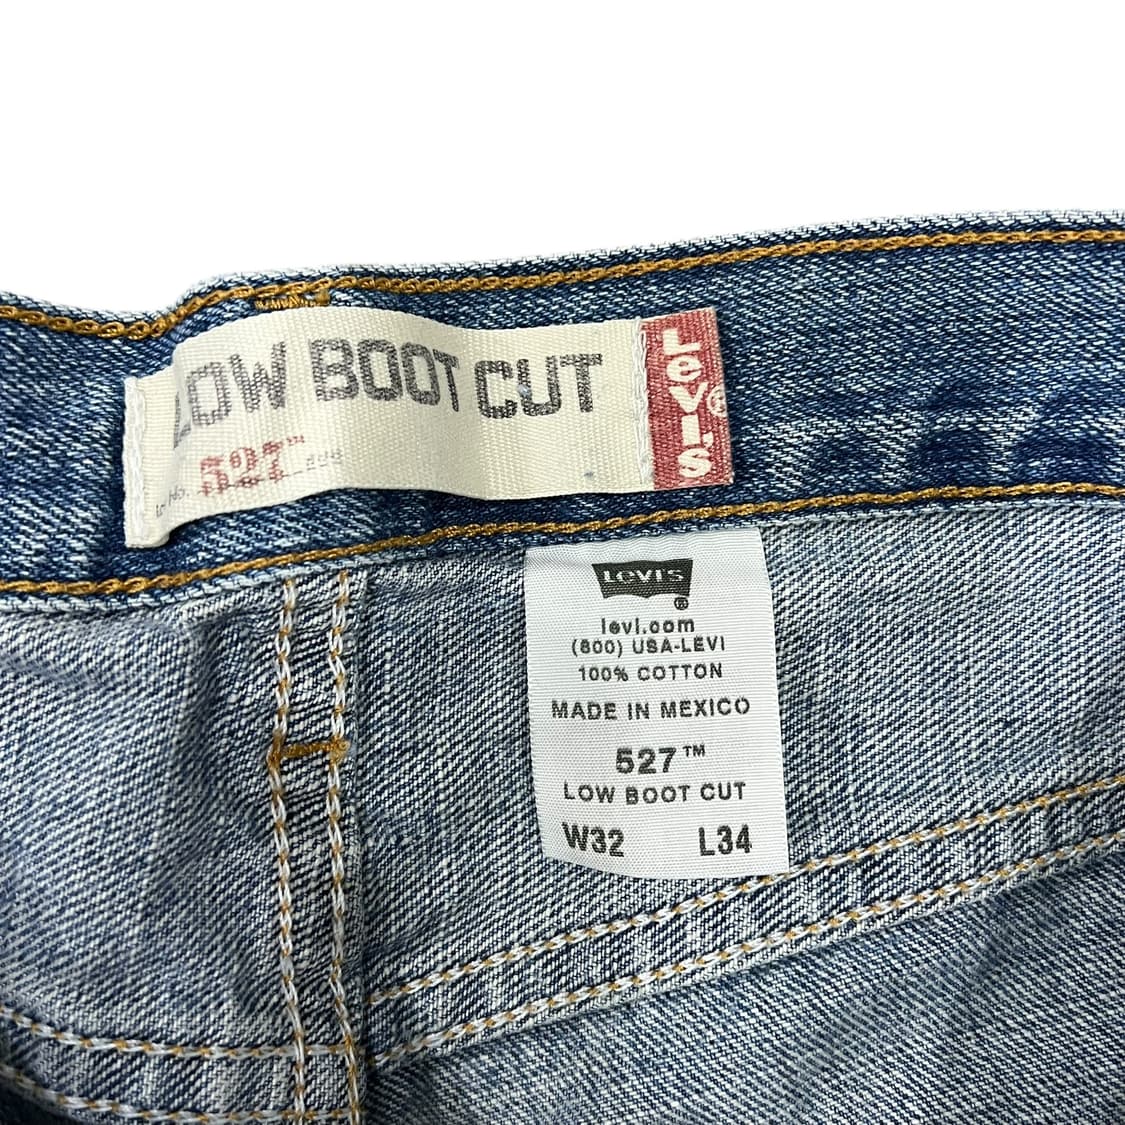 LOW BOOT CUT
No. 527™
LEVI'S®
LEVI'S
®
levi.com
(800) USA-LEVI
100% COTTON
MADE IN MEXICO
527™
LOW BOOT CUT
W32 L34